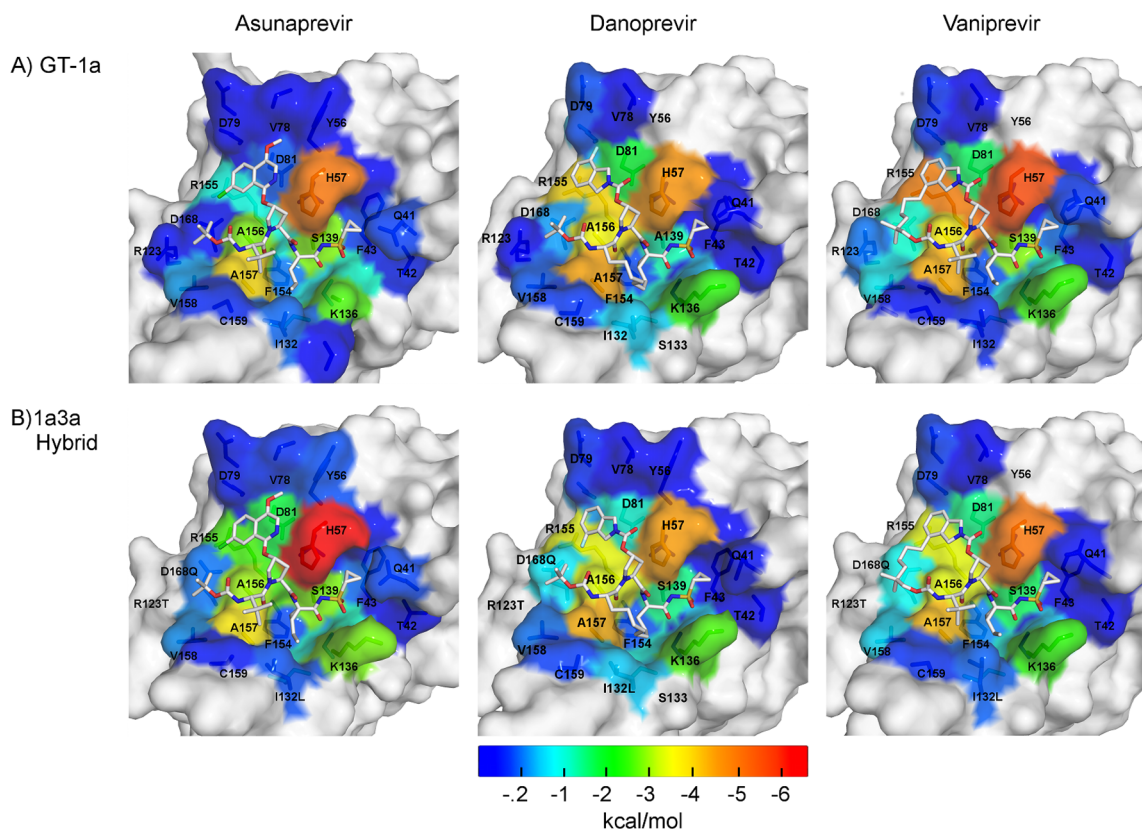 Asunaprevir Danoprevir Vaniprevir
A) GT-1a
D79 V78 Y56 D81 R155 H57 D168 A156 Q41 R123 S139 F43 A157 T42 V158 F154 K136 C159 I132
D79 V78 Y56 D81 R155 H57 D168 A156 Q41 R123 A139 F43 A157 T42 V158 F154 K136 C159 I132 S133
D79 V78 Y56 D81 R155 H57 D168 A156 Q41 R123 S139 F43 A157 T42 V158 F154 K136 C159 I132
B)1a3a
Hybrid
D79 V78 Y56 D81 R155 H57 D168Q A156 Q41 R123T S139 F43 A157 T42 V158 F154 K136 C159 I132L
D79 V78 Y56 D81 R155 H57 D168Q A156 Q41 R123T S139 F43 A157 T42 V158 F154 K136 C159 I132L S133
D79 V78 Y56 D81 R155 H57 D168Q A156 Q41 R123T S139 F43 A157 T42 V158 F154 K136 C159 I132L
-.2 -1 -2 -3 -4 -5 -6
kcal/mol